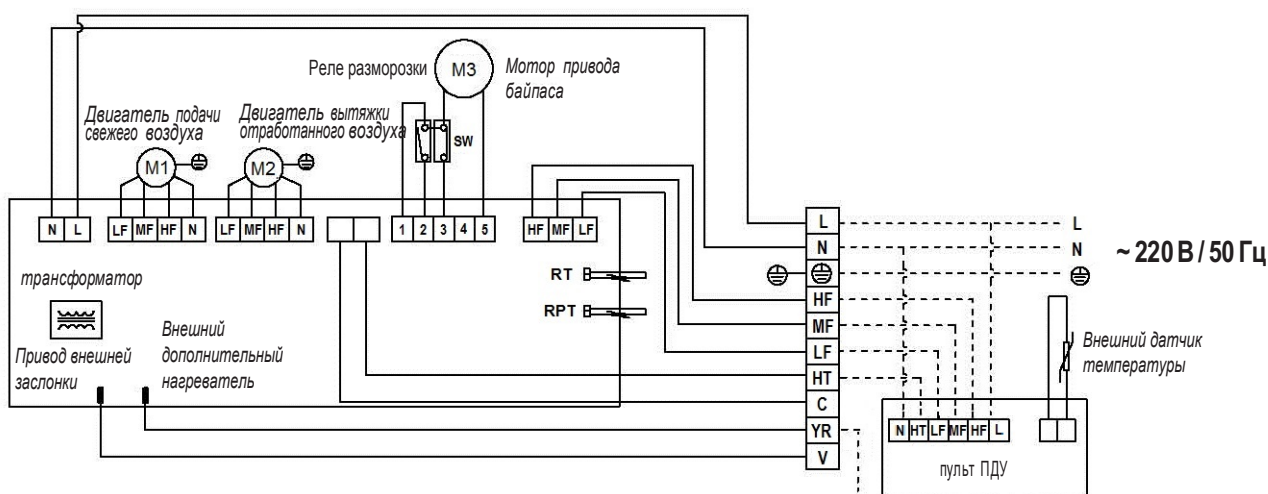 Реле разморозки
M3
Мотор привода
байпаса
Двигатель подачи
свежего воздуха
Двигатель вытяжки
отработанного воздуха
SW
M1
M2
N L
LF MF HF N
LF MF HF N
1 2 3 4 5
HF MF LF
трансформатор
RT
RPT
Привод внешней
заслонки
Внешний
дополнительный
нагреватель
L
N
HF
MF
LF
HT
C
YR
V
L
N
~ 220 В / 50 Гц
Внешний датчик
температуры
N HT LF MF HF L
пульт ПДУ